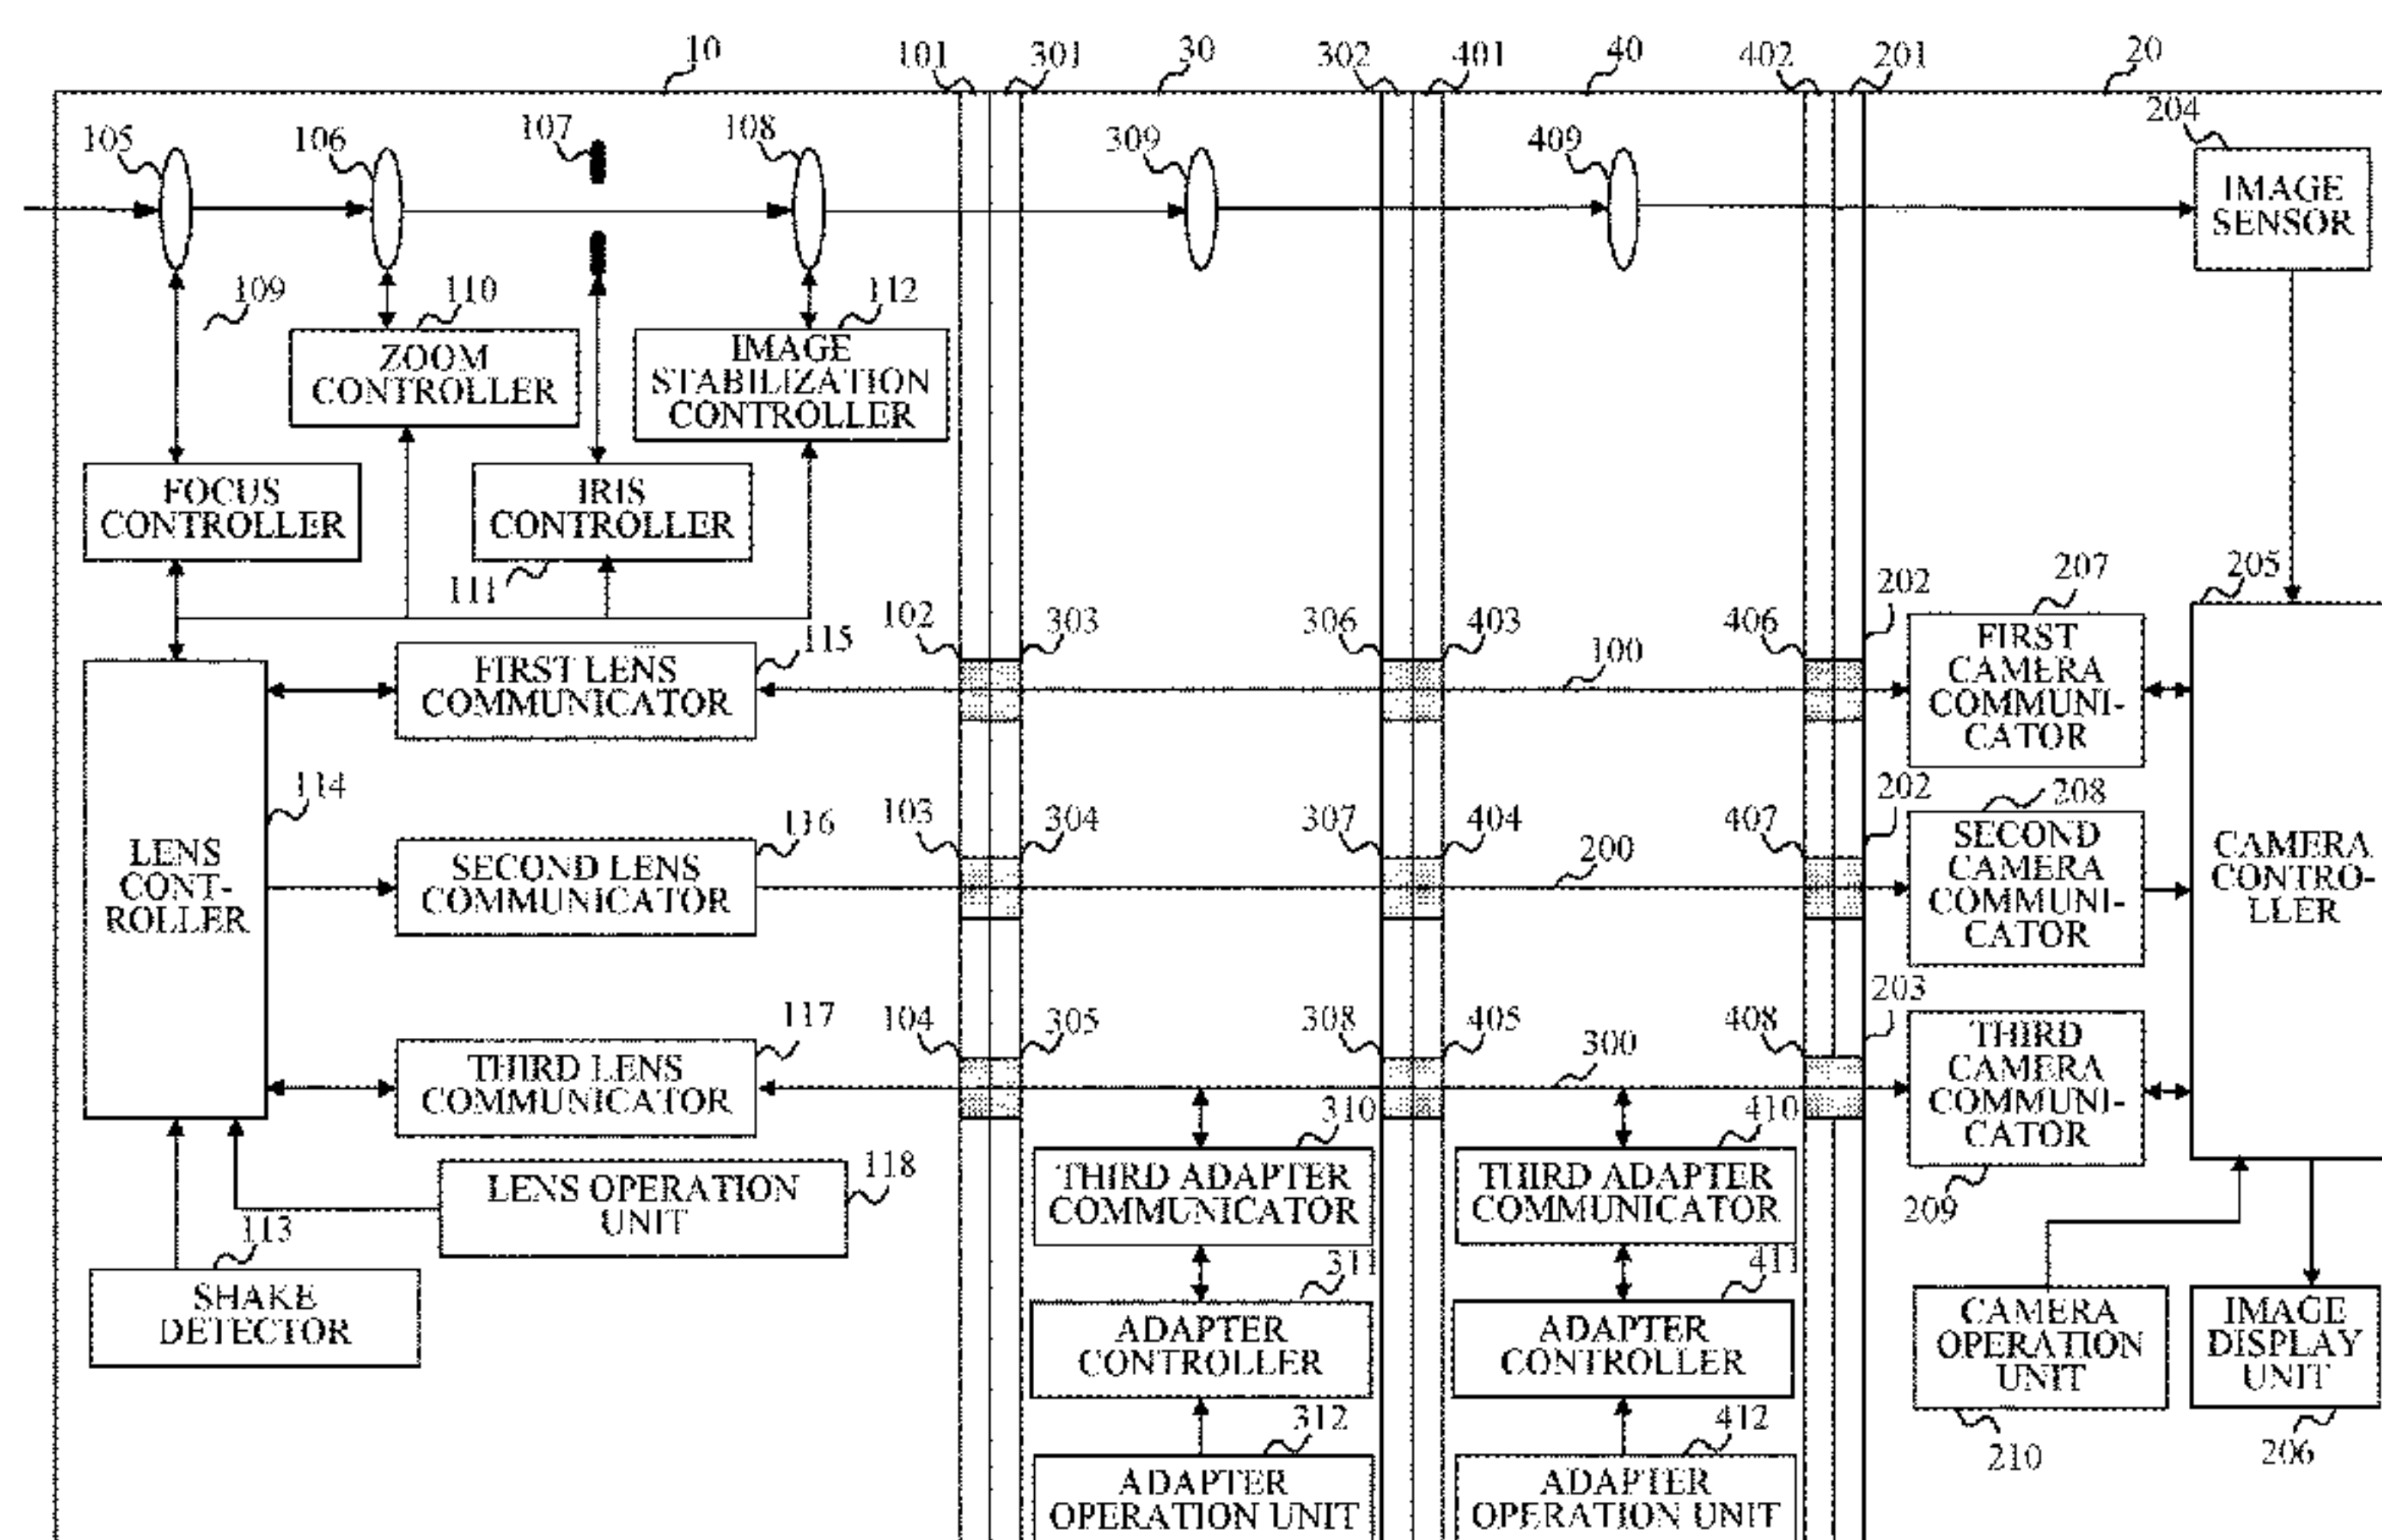 10
101
301
30
302
401
40
402
201
20
105
106
107
108
309
409
204
IMAGE
SENSOR
109
110
112
ZOOM
CONTROLLER
IMAGE
STABILIZATION
CONTROLLER
FOCUS
CONTROLLER
IRIS
CONTROLLER
111
102
303
306
403
406
202
207
205
115
FIRST LENS
COMMUNICATOR
100
FIRST
CAMERA
COMMUNI-
CATOR
114
LENS
CONT-
ROLLER
116
SECOND LENS
COMMUNICATOR
103
304
307
404
200
407
202
208
SECOND
CAMERA
COMMUNI-
CATOR
CAMERA
CONTRO-
LLER
117
THIRD LENS
COMMUNICATOR
104
305
308
405
300
408
203
THIRD
CAMERA
COMMUNI-
CATOR
209
118
LENS OPERATION
UNIT
310
THIRD ADAPTER
COMMUNICATOR
410
THIRD ADAPTER
COMMUNICATOR
113
SHAKE
DETECTOR
311
ADAPTER
CONTROLLER
411
ADAPTER
CONTROLLER
CAMERA
OPERATION
UNIT
IMAGE
DISPLAY
UNIT
210
206
312
ADAPTER
OPERATION UNIT
412
ADAPTER
OPERATION UNIT